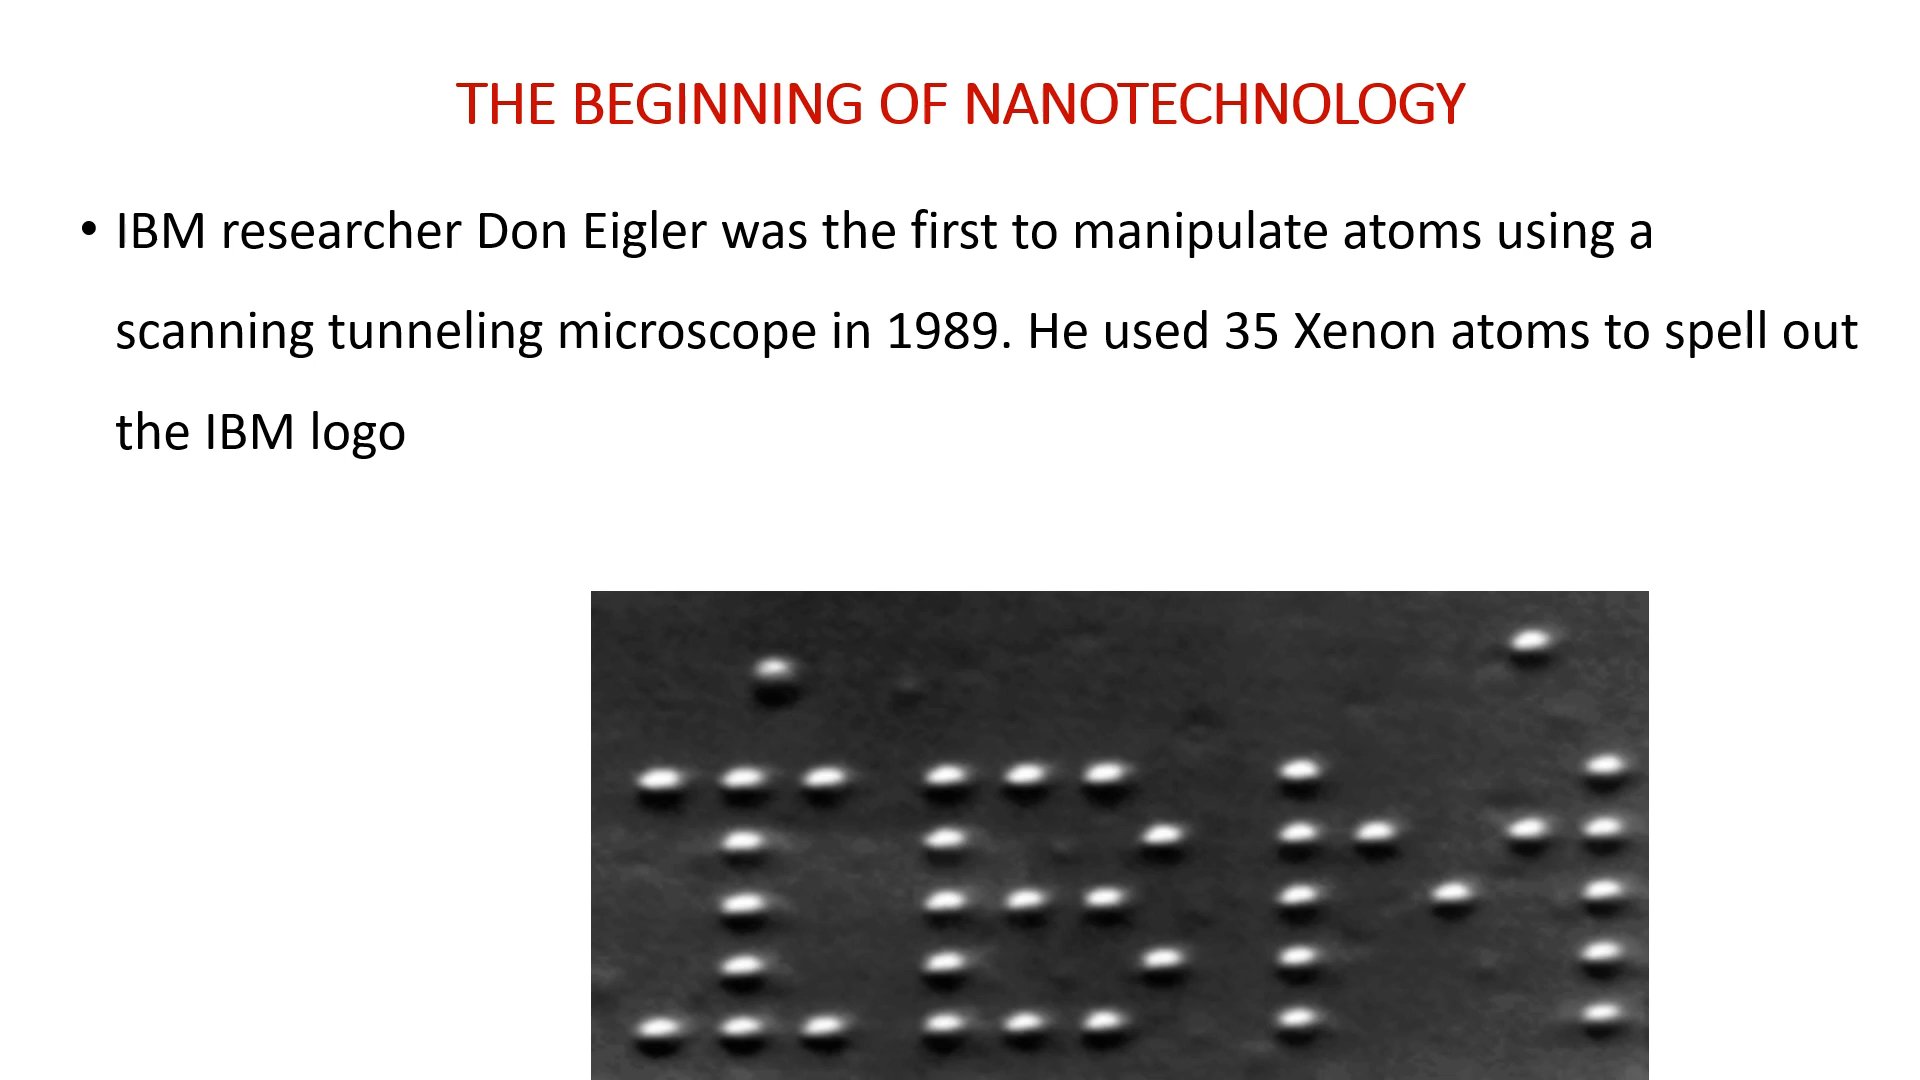 THE BEGINNING OF NANOTECHNOLOGY
• IBM researcher Don Eigler was the first to manipulate atoms using a
scanning tunneling microscope in 1989. He used 35 Xenon atoms to spell out
the IBM logo
IBM